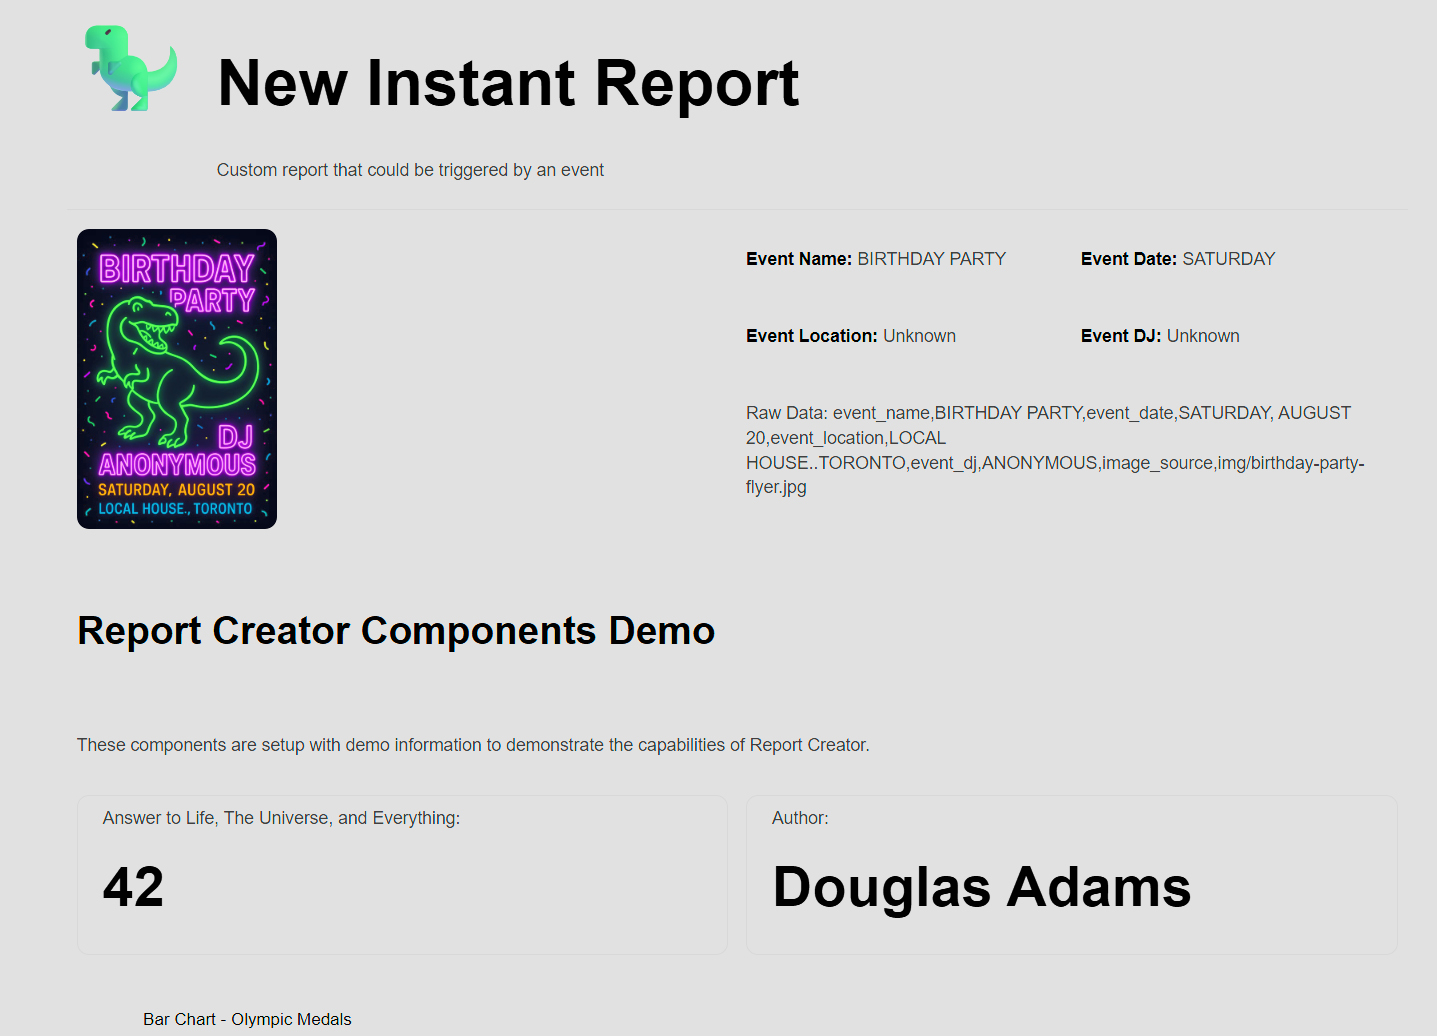 New Instant Report
Custom report that could be triggered by an event
BIRTHDAY
PARTY
DJ
ANONYMOUS
SATURDAY, AUGUST 20
LOCAL HOUSE., TORONTO
Event Name: BIRTHDAY PARTY
Event Date: SATURDAY
Event Location: Unknown
Event DJ: Unknown
Raw Data: event_name,BIRTHDAY PARTY,event_date,SATURDAY, AUGUST
20,event_location,LOCAL
HOUSE..TORONTO,event_dj,ANONYMOUS,image_source,img/birthday-party-
flyer.jpg
Report Creator Components Demo
These components are setup with demo information to demonstrate the capabilities of Report Creator.
Answer to Life, The Universe, and Everything:
42
Author:
Douglas Adams
Bar Chart - Olympic Medals